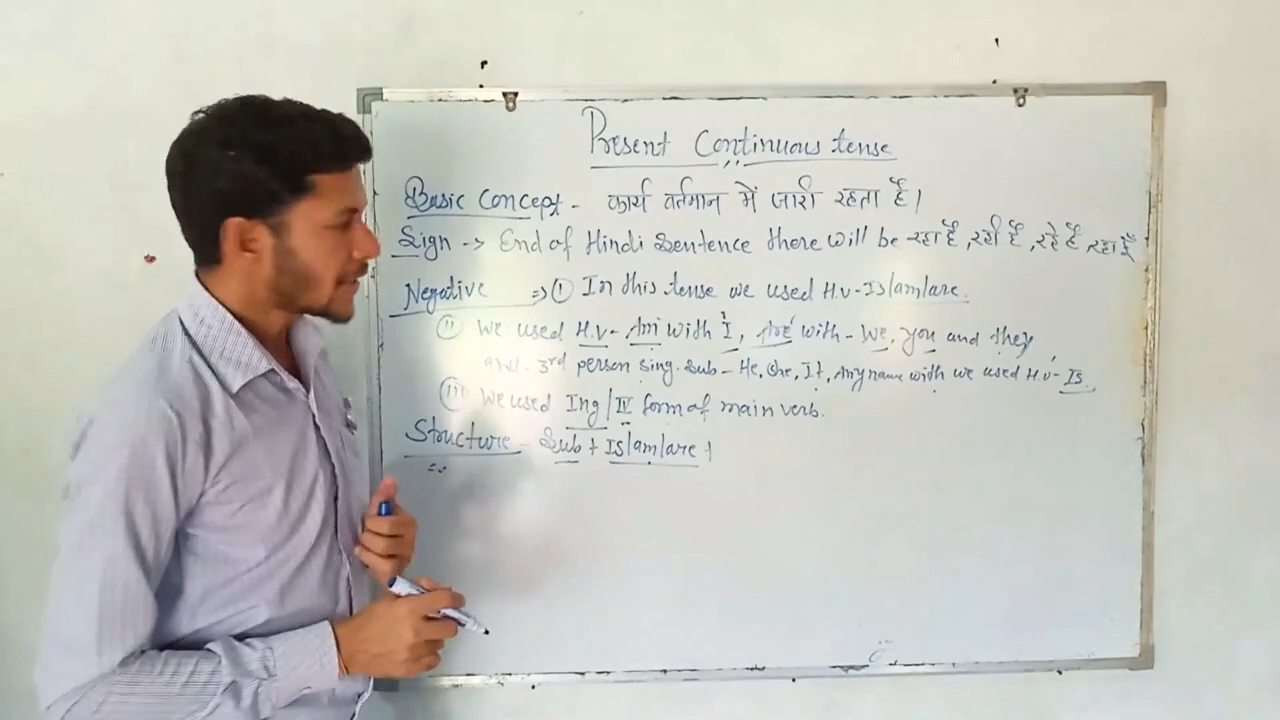 Present Continuous tense
Basic Concept - कार्य वर्तमान में जारी रहता है।
Sign -> End of Hindi Sentence there will be रहा है, रही है, रहे है, रहा हूँ
Negative => (I) In this tense we used H.V - Is/am/are.
(II) We used H.V - Am with I, Are with - We, You and they
and 3rd person Sing. Sub - He, She, It, Any name with we used H.V - Is.
(III) We used Ing/IV form of main verb.
Structure - Sub + Is/am/are +